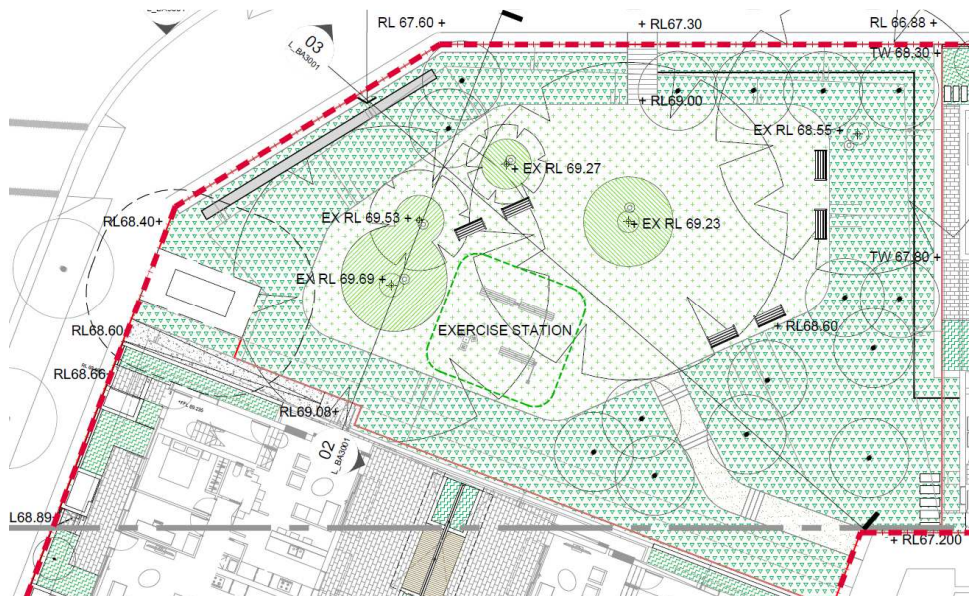 RL 67.60 +
+ RL67.30
RL 66.88 +
03
L_BA3001
TW 68.30 +
+ RL69.00
EX RL 68.55 +
+ EX RL 69.27
RL68.40+
EX RL 69.53 +
+ EX RL 69.23
TW 67.80 +
EX RL 69.69 +
RL68.60
EXERCISE STATION
+ RL68.60
RL68.66+
RL69.08+
02
L_BA3001
L68.89+
+ RL67.200